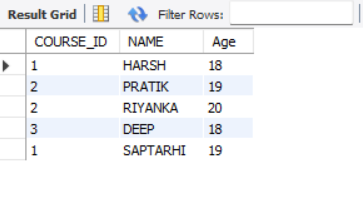 Result Grid Filter Rows:
COURSE_ID NAME Age
1 HARSH 18
2 PRATIK 19
2 RIYANKA 20
3 DEEP 18
1 SAPTARHI 19